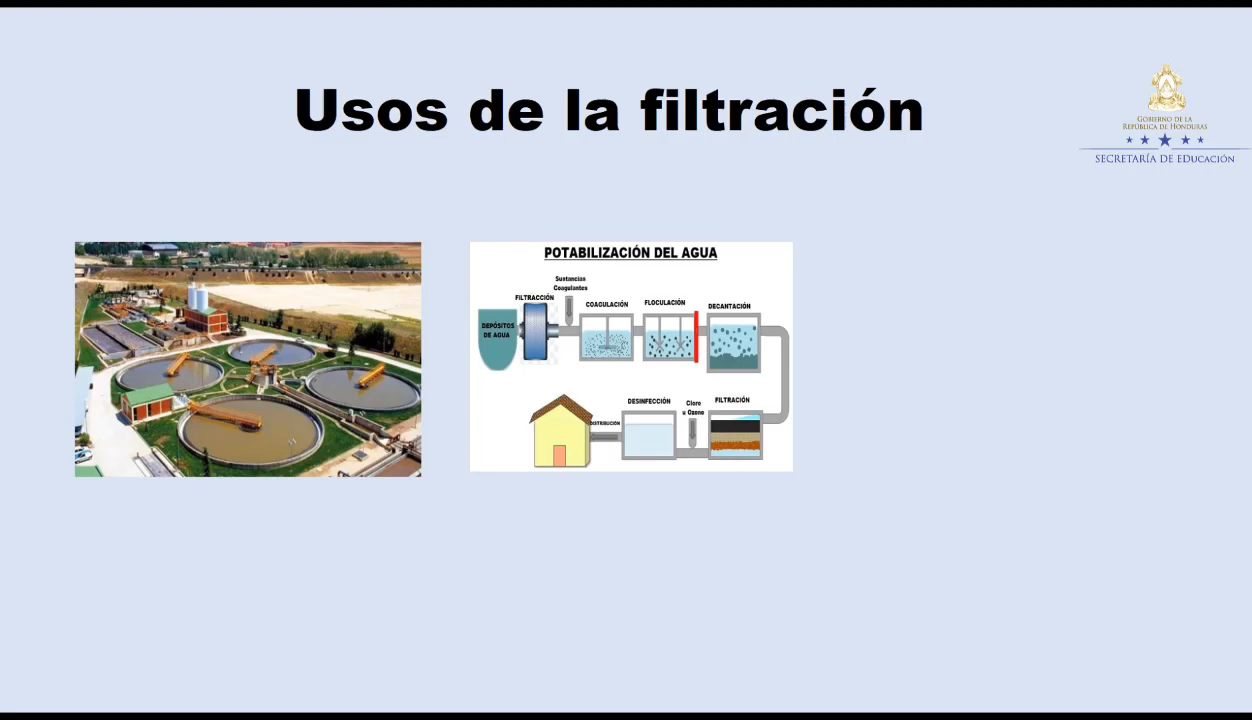 Usos de la filtración
GOBIERNO DE LA
REPÚBLICA DE HONDURAS
SECRETARÍA DE EDUCACIÓN
POTABILIZACIÓN DEL AGUA
Sustancias
Coagulantes
FILTRACCIÓN
COAGULACIÓN
FLOCULACIÓN
DECANTACIÓN
DEPÓSITOS
DE AGUA
DESINFECCIÓN
Cloro
u Ozono
FILTRACIÓN
DISTRIBUCIÓN